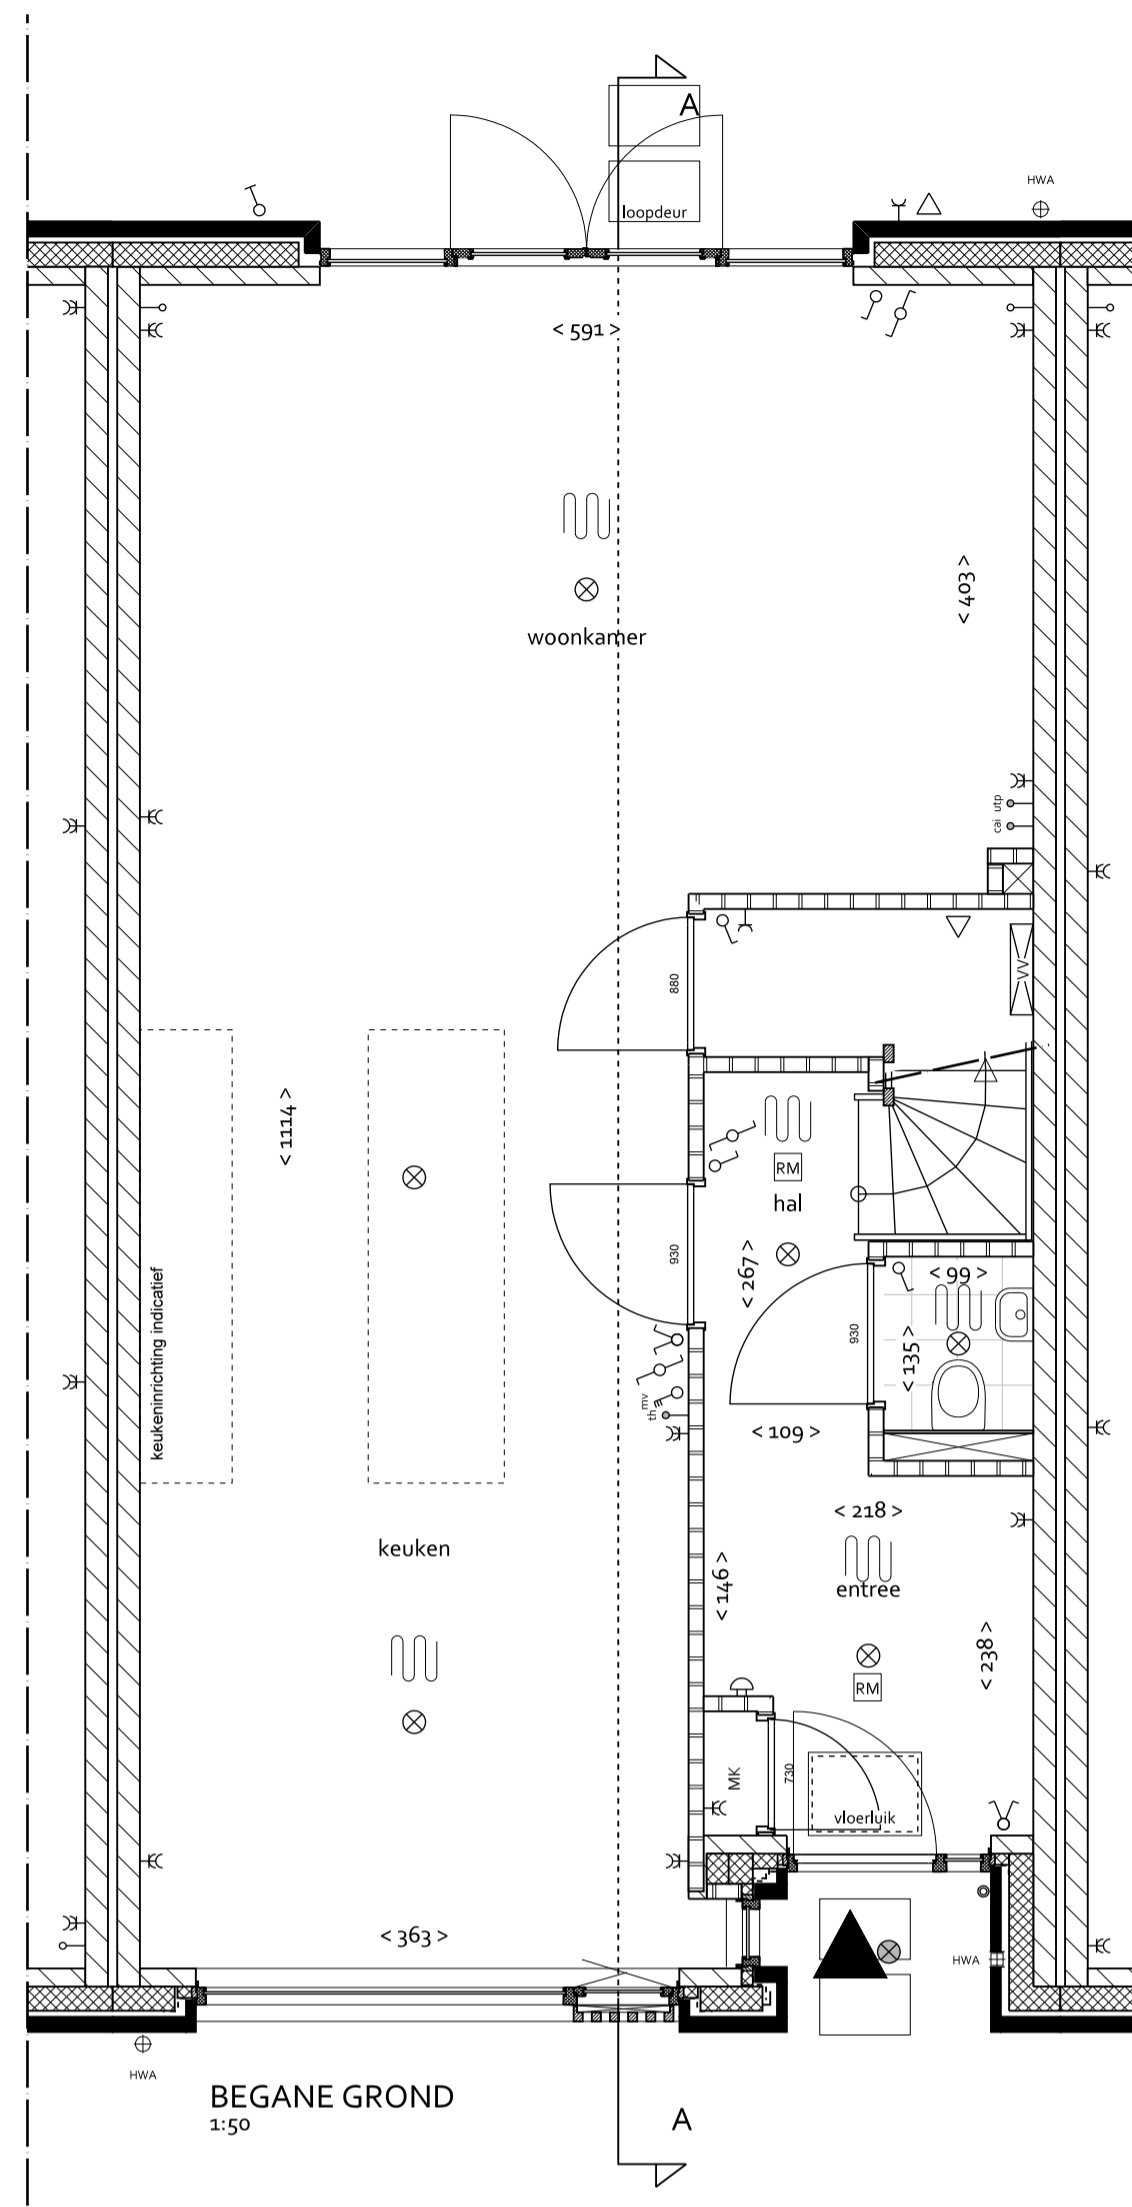 A
HWA
loopdeur
< 591 >
< 403 >
woonkamer
utp
cai
880
VV
< 1114 >
RM
hal
< 267 >
930
< 99 >
930
< 135 >
keukeninrichting indicatief
mv
th
< 109 >
< 218 >
keuken
entree
< 146 >
< 238 >
RM
MK
730
vloerluik
< 363 >
HWA
HWA
BEGANE GROND
1:50
A